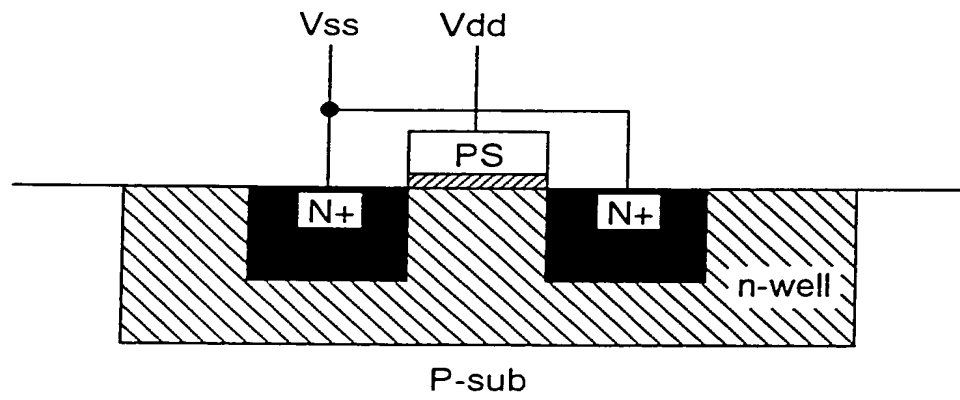 Vss Vdd
PS
N+ N+
n-well
P-sub